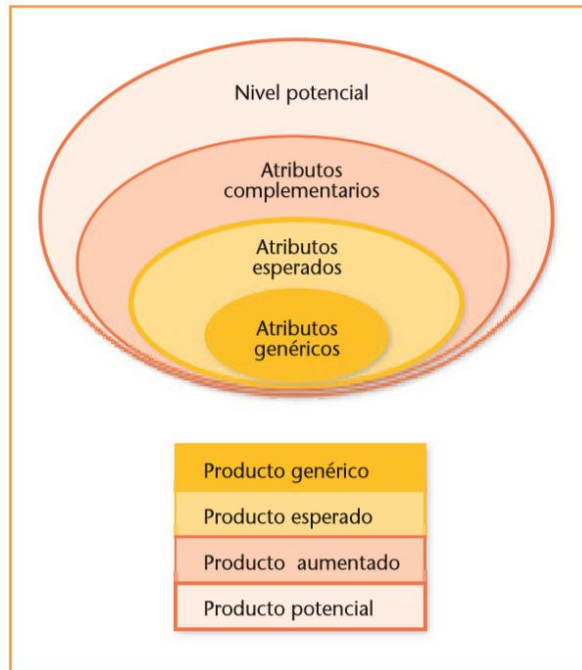 Nivel potencial
Atributos
complementarios
Atributos
esperados
Atributos
genéricos
Producto genérico
Producto esperado
Producto aumentado
Producto potencial